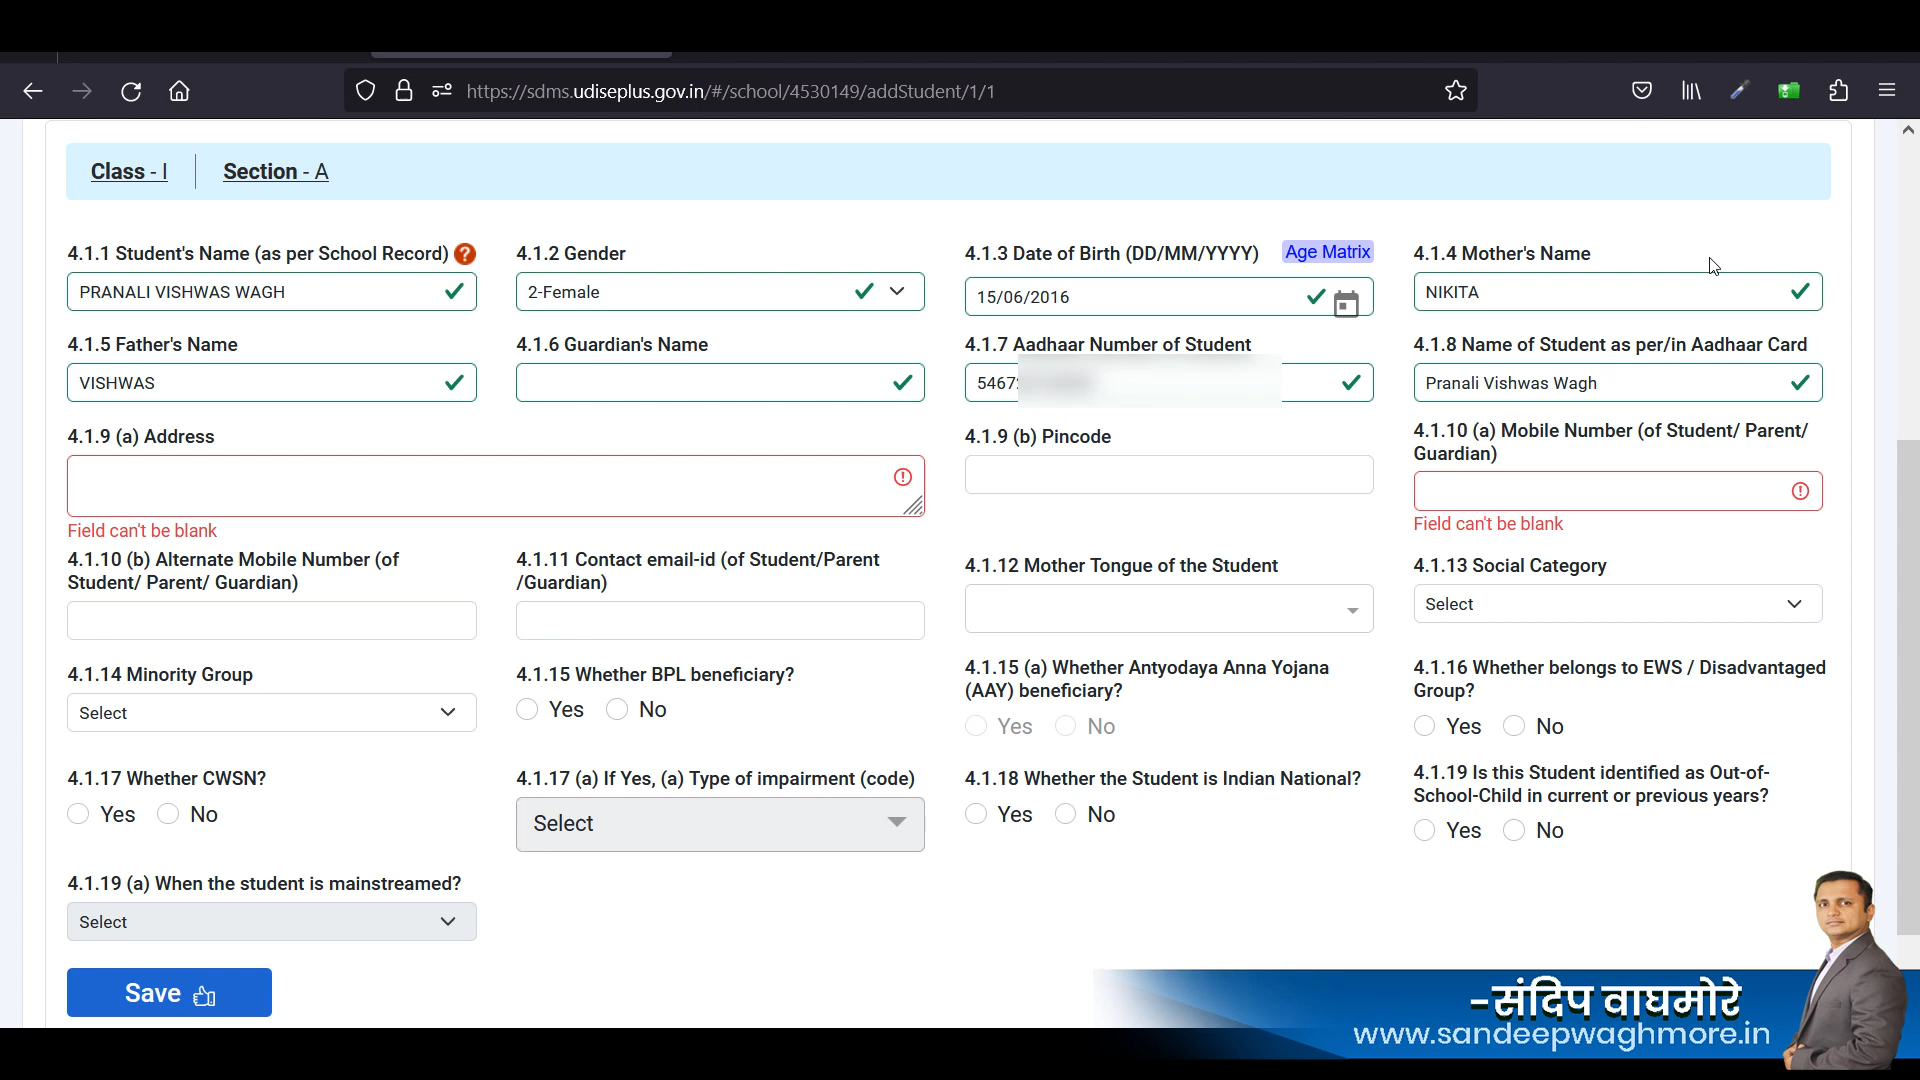 https://sdms.udiseplus.gov.in/#/school/4530149/addStudent/1/1
Class - I
Section - A
4.1.1 Student's Name (as per School Record) ?
4.1.2 Gender
4.1.3 Date of Birth (DD/MM/YYYY)
Age Matrix
4.1.4 Mother's Name
PRANALI VISHWAS WAGH
2-Female
15/06/2016
NIKITA
4.1.5 Father's Name
4.1.6 Guardian's Name
4.1.7 Aadhaar Number of Student
4.1.8 Name of Student as per/in Aadhaar Card
VISHWAS
5467
Pranali Vishwas Wagh
4.1.9 (a) Address
4.1.9 (b) Pincode
4.1.10 (a) Mobile Number (of Student/ Parent/
Guardian)
Field can't be blank
Field can't be blank
4.1.10 (b) Alternate Mobile Number (of
Student/ Parent/ Guardian)
4.1.11 Contact email-id (of Student/Parent
/Guardian)
4.1.12 Mother Tongue of the Student
4.1.13 Social Category
Select
4.1.14 Minority Group
Select
4.1.15 Whether BPL beneficiary?
Yes No
4.1.15 (a) Whether Antyodaya Anna Yojana
(AAY) beneficiary?
Yes No
4.1.16 Whether belongs to EWS / Disadvantaged
Group?
Yes No
4.1.17 Whether CWSN?
Yes No
4.1.17 (a) If Yes, (a) Type of impairment (code)
Select
4.1.18 Whether the Student is Indian National?
Yes No
4.1.19 Is this Student identified as Out-of-
School-Child in current or previous years?
Yes No
4.1.19 (a) When the student is mainstreamed?
Select
Save
-संदिप वाघमोरे
www.sandeepwaghmore.in